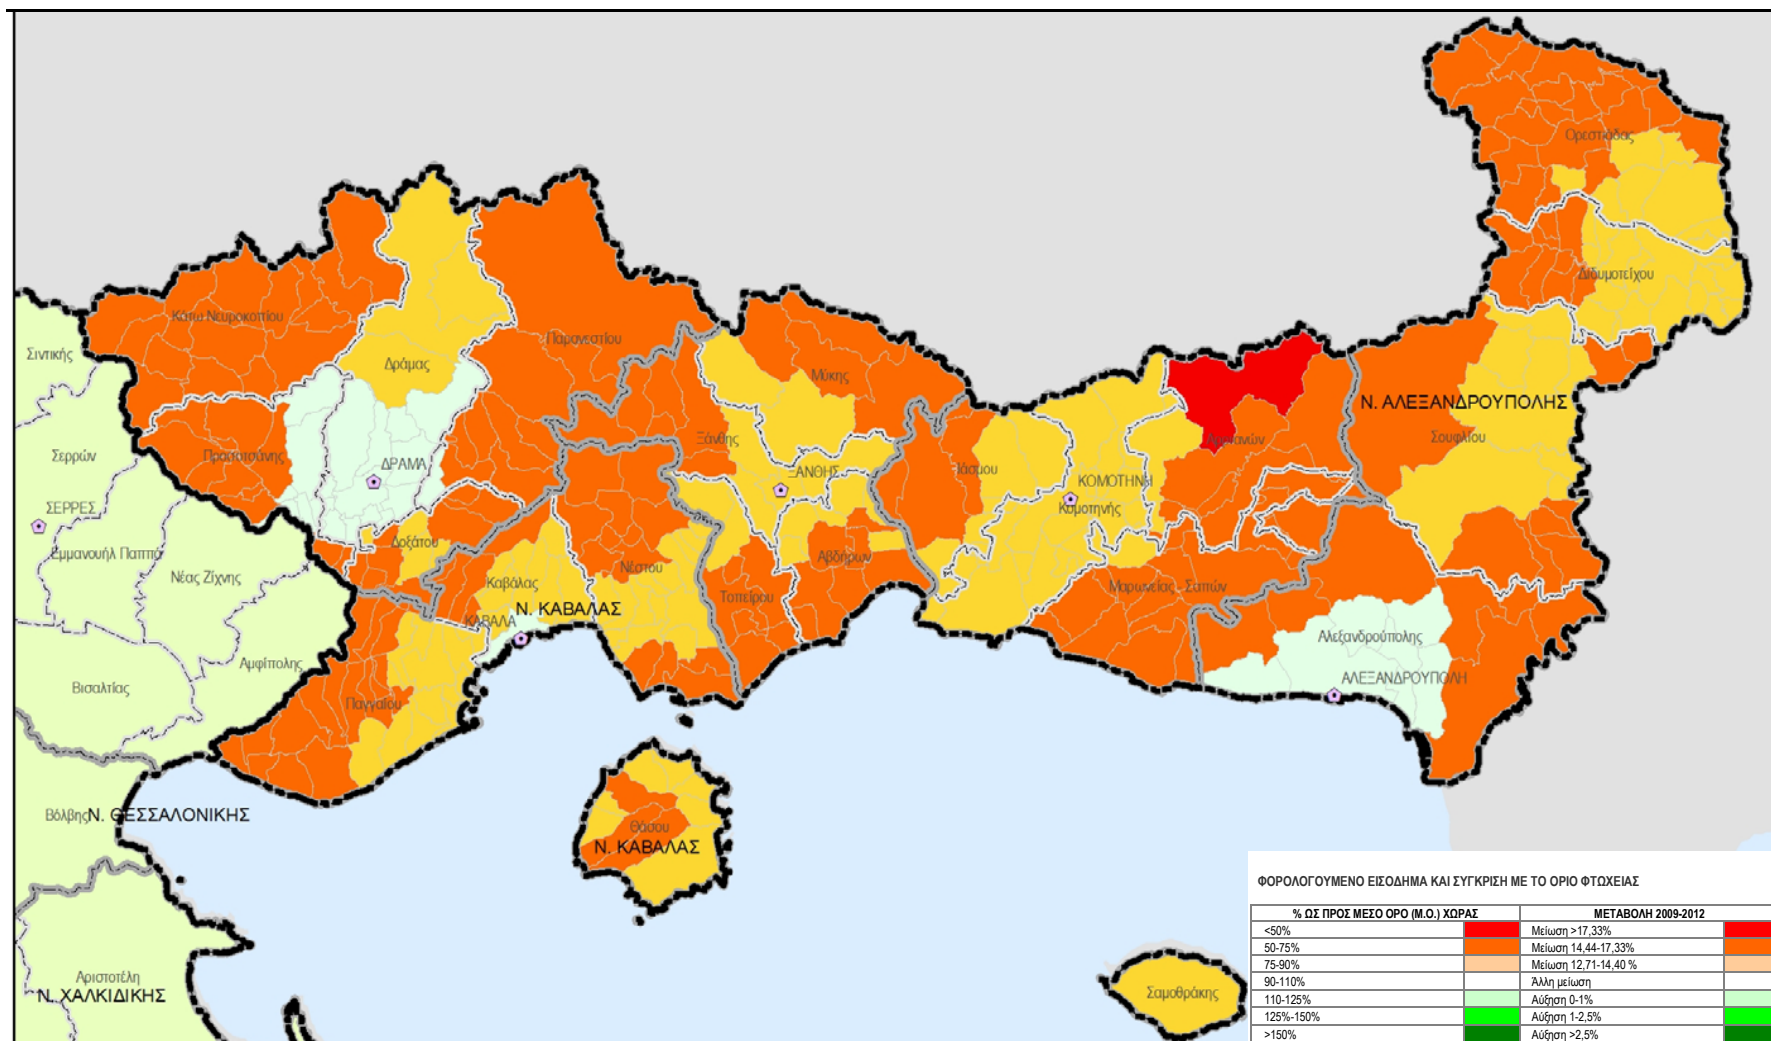 Ορεστιάδας
Διδυμοτείχου
Κάτω Νευροκοπίου
Παρανεστίου
Σιντικής
Δράμας
Μύκης
Ν. ΑΛΕΞΑΝΔΡΟΥΠΟΛΗΣ
Σουφλίου
Αρριανών
Ξάνθης
Σερρών
Προσοτσάνης
ΔΡΑΜΑ
ΞΑΝΘΗΣ
Ιάσμου
ΚΟΜΟΤΗΝΗ
Κομοτηνής
ΣΕΡΡΕΣ
Εμμανουήλ Παππά
Δοξάτου
Αβδήρων
Νέας Ζίχνης
Καβάλας
Νέστου
Τοπείρου
Μαρωνείας - Σαπών
Ν. ΚΑΒΑΛΑΣ
ΚΑΒΑΛΑ
Αλεξανδρούπολης
Αμφίπολης
ΑΛΕΞΑΝΔΡΟΥΠΟΛΗ
Βισαλτίας
Παγγαίου
Βόλβης
Ν. ΘΕΣΣΑΛΟΝΙΚΗΣ
Θάσου
Ν. ΚΑΒΑΛΑΣ
Αριστοτέλη
Ν. ΧΑΛΚΙΔΙΚΗΣ
Σαμοθράκης
ΦΟΡΟΛΟΓΟΥΜΕΝΟ ΕΙΣΟΔΗΜΑ ΚΑΙ ΣΥΓΚΡΙΣΗ ΜΕ ΤΟ ΟΡΙΟ ΦΤΩΧΕΙΑΣ
% ΩΣ ΠΡΟΣ ΜΕΣΟ ΟΡΟ (Μ.Ο.) ΧΩΡΑΣ ΜΕΤΑΒΟΛΗ 2009-2012
<50% Μείωση >17,33%
50-75% Μείωση 14,44-17,33%
75-90% Μείωση 12,71-14,40 %
90-110% Άλλη μείωση
110-125% Αύξηση 0-1%
125%-150% Αύξηση 1-2,5%
>150% Αύξηση >2,5%